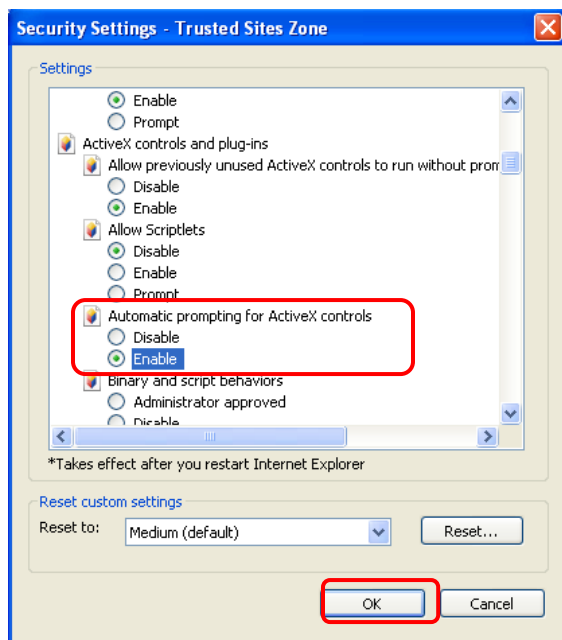 Security Settings - Trusted Sites Zone
Settings
Enable
Prompt
ActiveX controls and plug-ins
Allow previously unused ActiveX controls to run without prom
Disable
Enable
Allow Scriptlets
Disable
Enable
Prompt
Automatic prompting for ActiveX controls
Disable
Enable
Binary and script behaviors
Administrator approved
Disable
*Takes effect after you restart Internet Explorer
Reset custom settings
Reset to: Medium (default) Reset...
OK Cancel